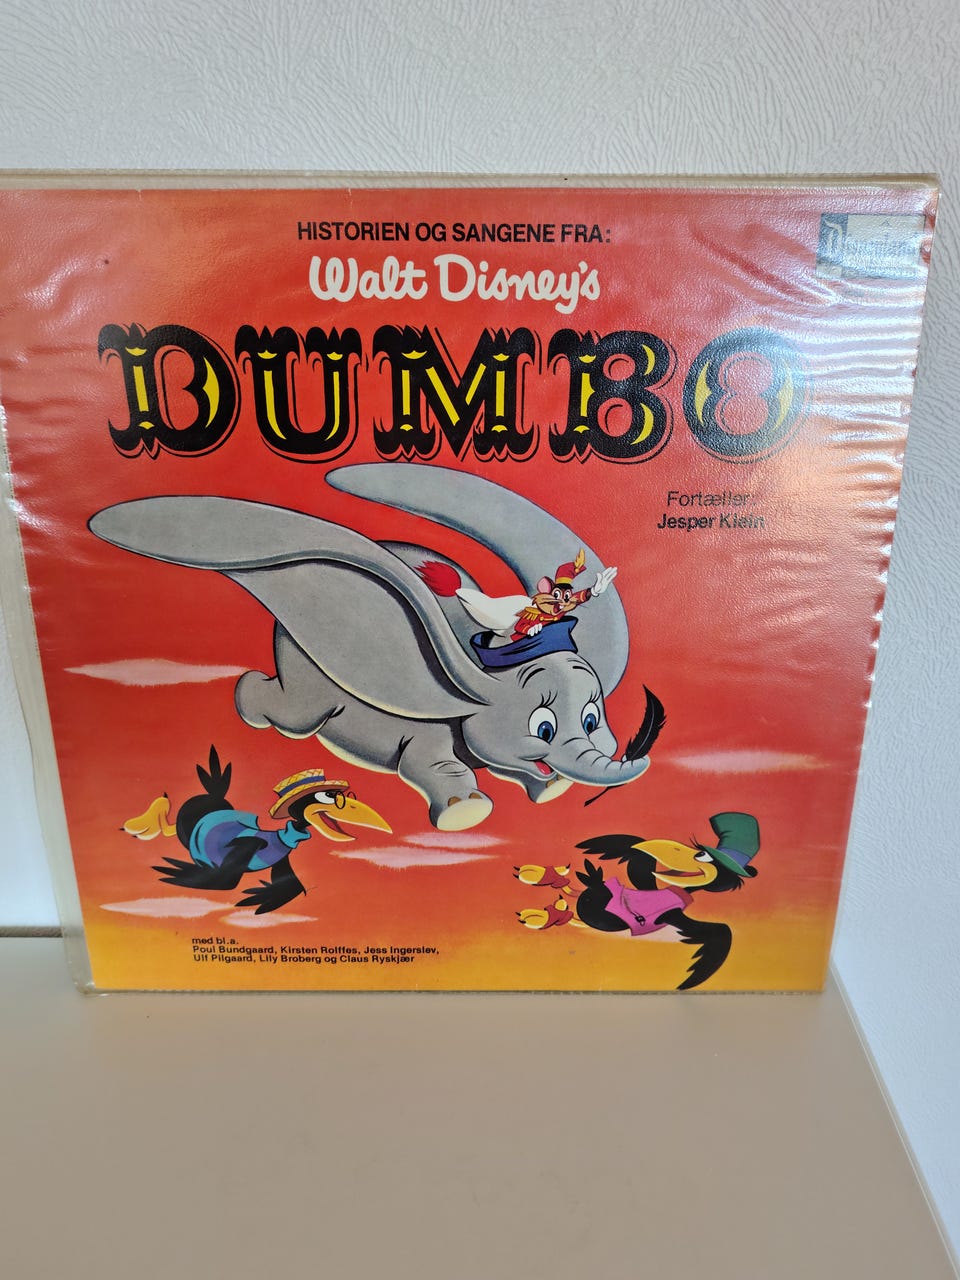 HISTORIEN OG SANGENE FRA:
Walt Disney's
DUMBO
Disneyland
Fortæller:
Jesper Klein
med bl.a.
Poul Bundgaard, Kirsten Rolffes, Jess Ingerslev,
Ulf Pilgaard, Lily Broberg og Claus Ryskjær